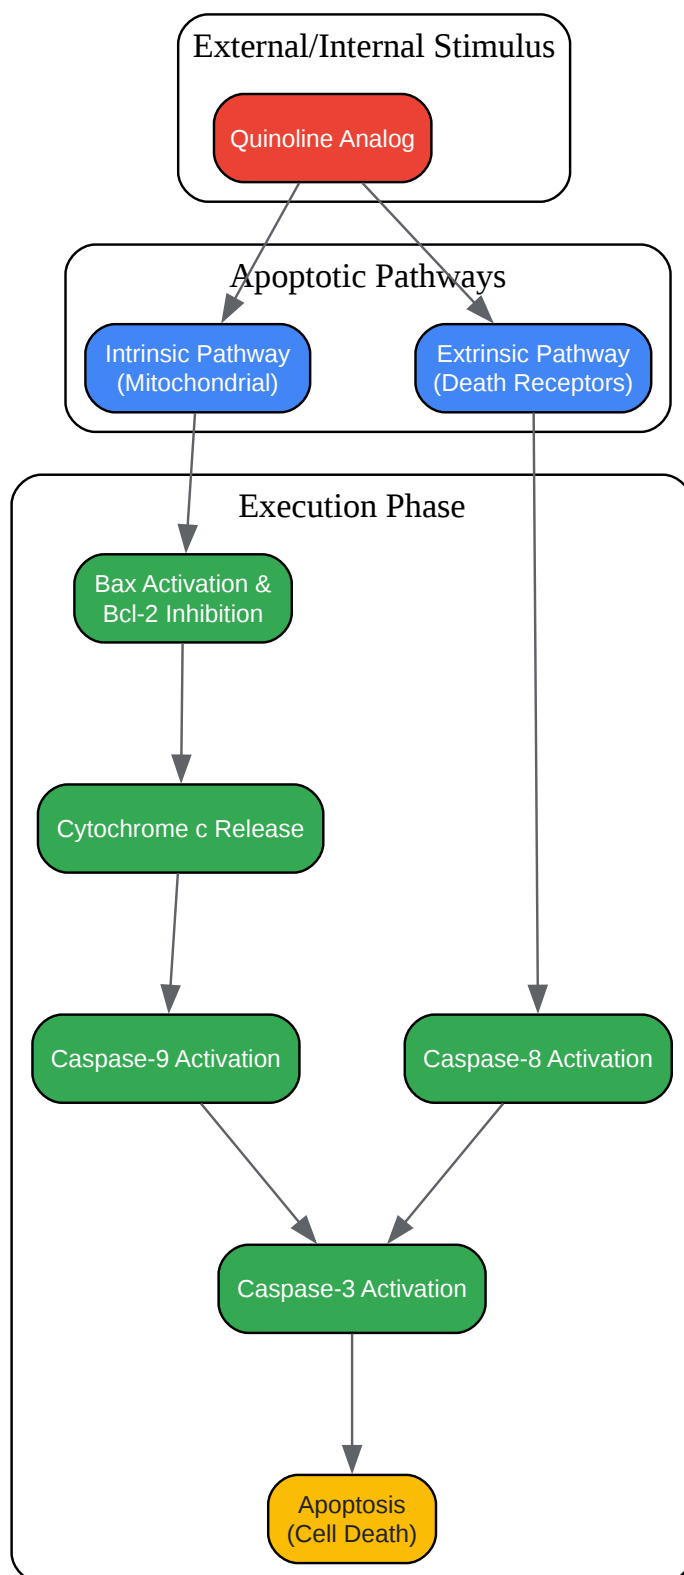 External/Internal Stimulus
Quinoline Analog
Apoptotic Pathways
Intrinsic Pathway
(Mitochondrial)
Extrinsic Pathway
(Death Receptors)
Execution Phase
Bax Activation &
Bcl-2 Inhibition
Cytochrome c Release
Caspase-9 Activation
Caspase-8 Activation
Caspase-3 Activation
Apoptosis
(Cell Death)